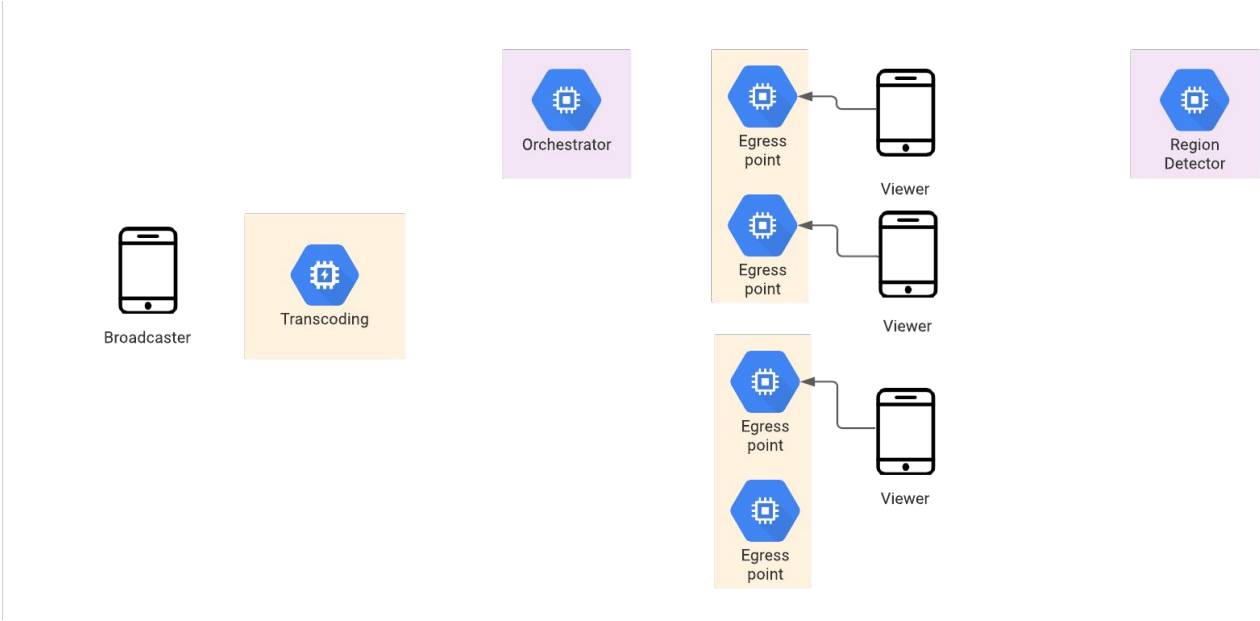 Orchestrator
Egress
point
Viewer
Region
Detector
Egress
point
Viewer
Broadcaster
Transcoding
Egress
point
Viewer
Egress
point